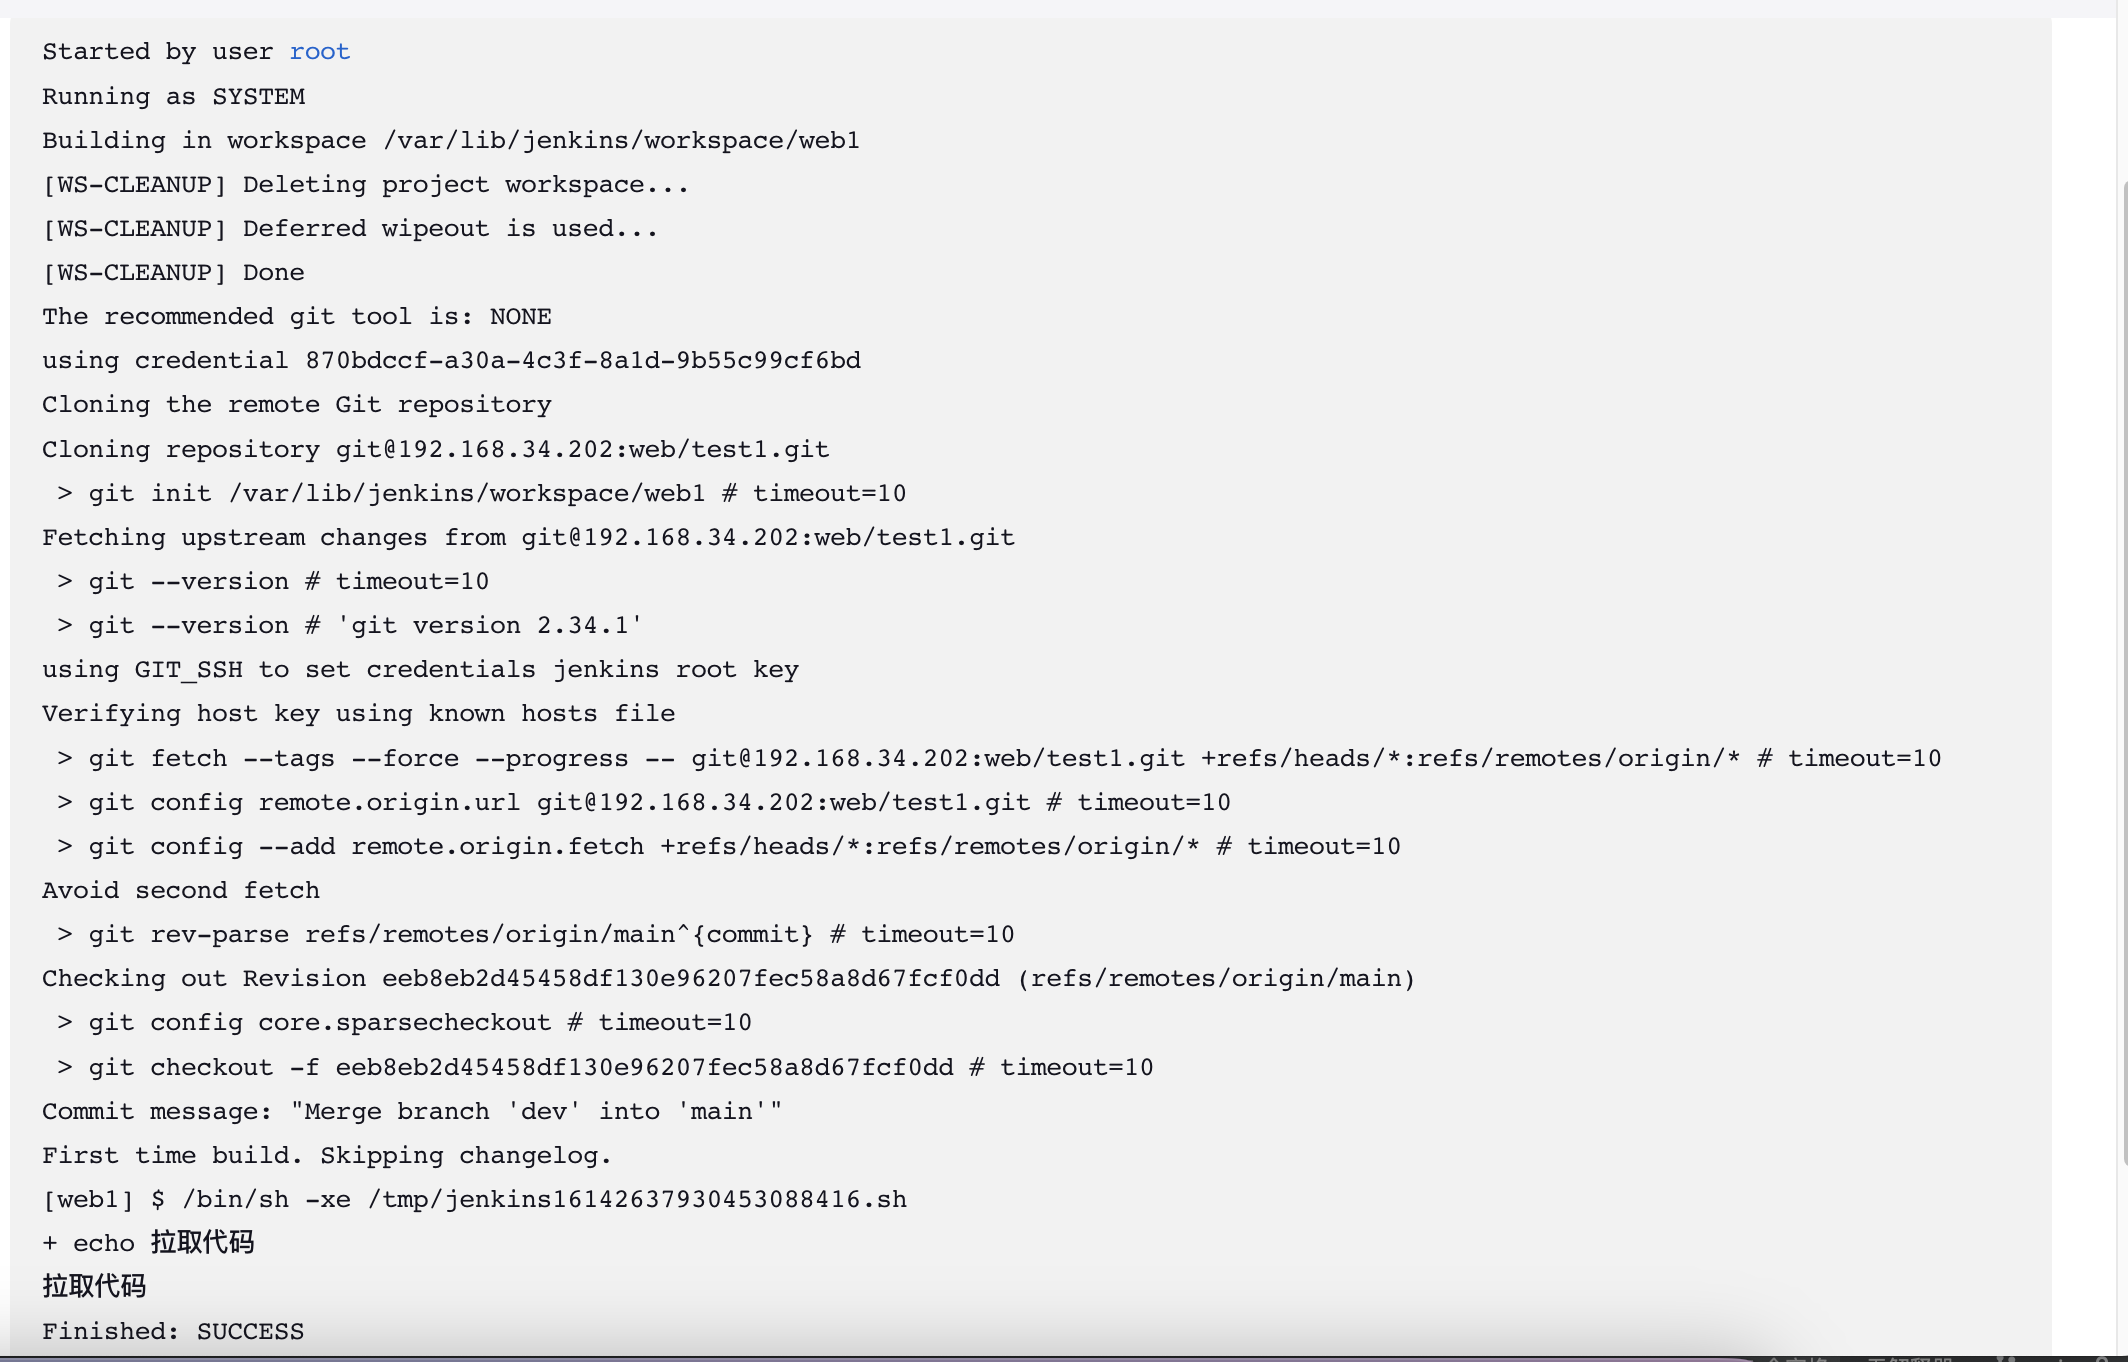 Started by user root
Running as SYSTEM
Building in workspace /var/lib/jenkins/workspace/web1
[WS-CLEANUP] Deleting project workspace...
[WS-CLEANUP] Deferred wipeout is used...
[WS-CLEANUP] Done
The recommended git tool is: NONE
using credential 870bdccf-a30a-4c3f-8a1d-9b55c99cf6bd
Cloning the remote Git repository
Cloning repository git@192.168.34.202:web/test1.git
 > git init /var/lib/jenkins/workspace/web1 # timeout=10
Fetching upstream changes from git@192.168.34.202:web/test1.git
 > git --version # timeout=10
 > git --version # 'git version 2.34.1'
using GIT_SSH to set credentials jenkins root key
Verifying host key using known hosts file
 > git fetch --tags --force --progress -- git@192.168.34.202:web/test1.git +refs/heads/*:refs/remotes/origin/* # timeout=10
 > git config remote.origin.url git@192.168.34.202:web/test1.git # timeout=10
 > git config --add remote.origin.fetch +refs/heads/*:refs/remotes/origin/* # timeout=10
Avoid second fetch
 > git rev-parse refs/remotes/origin/main^{commit} # timeout=10
Checking out Revision eeb8eb2d45458df130e96207fec58a8d67fcf0dd (refs/remotes/origin/main)
 > git config core.sparsecheckout # timeout=10
 > git checkout -f eeb8eb2d45458df130e96207fec58a8d67fcf0dd # timeout=10
Commit message: "Merge branch 'dev' into 'main'"
First time build. Skipping changelog.
[web1] $ /bin/sh -xe /tmp/jenkins16142637930453088416.sh
+ echo 拉取代码
拉取代码
Finished: SUCCESS